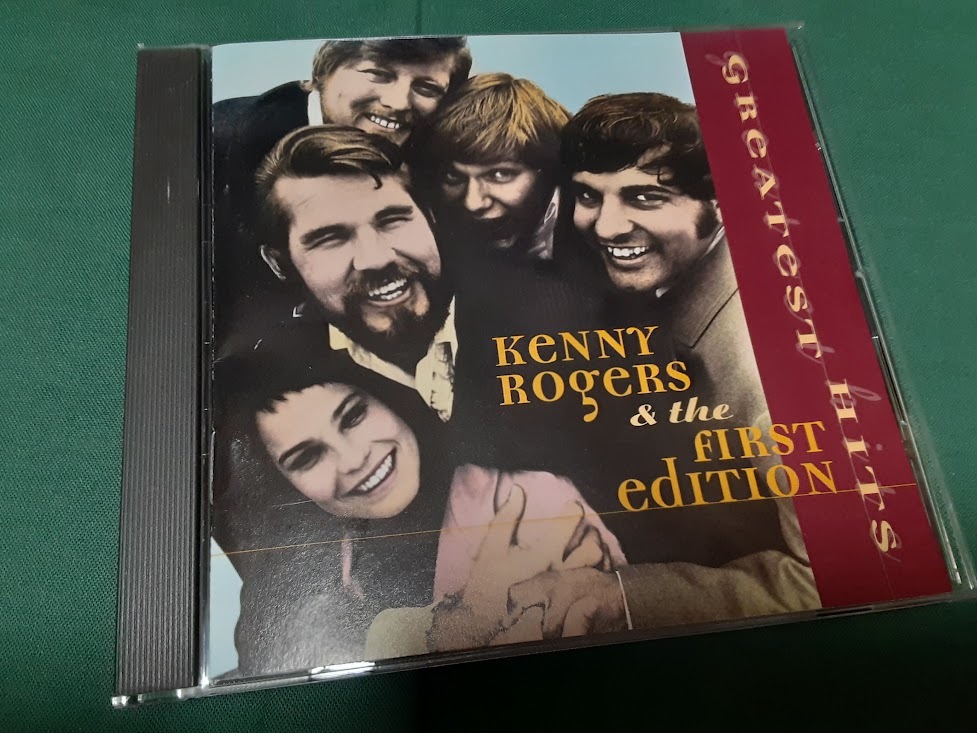 KeNNY
ROgeRS
& the
fiRST
edITION
gReATesT hiTs